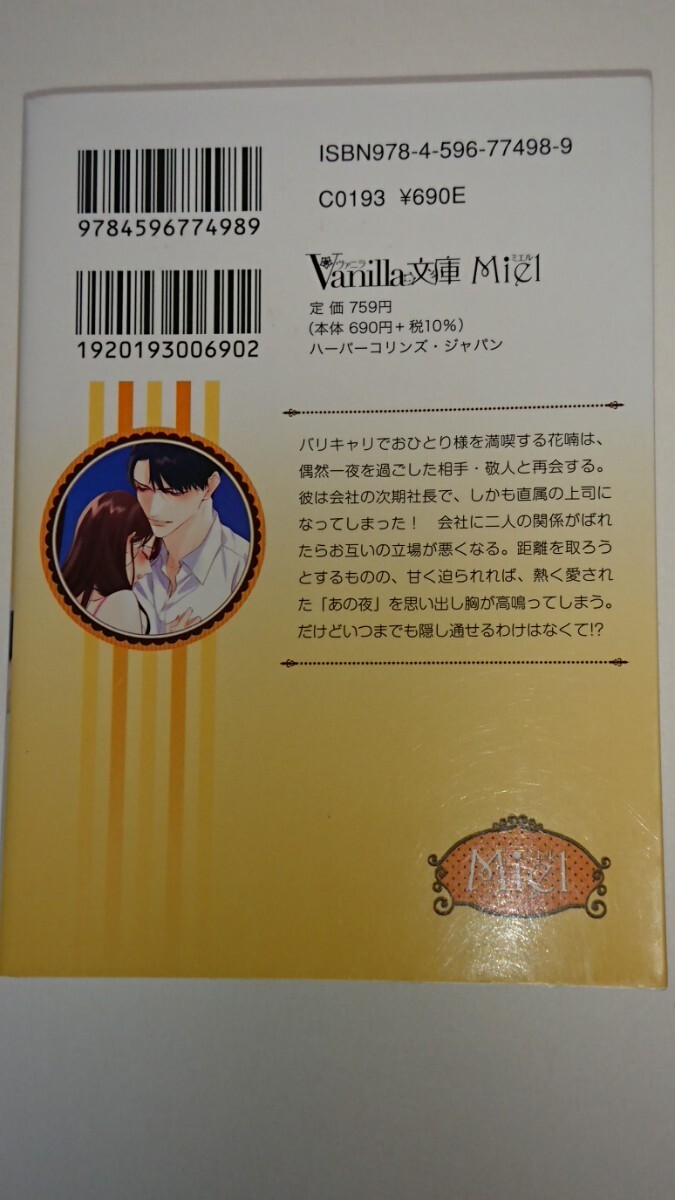 ISBN978-4-596-77498-9
9784596774989
C0193 ¥690E
ヴァニラ
Vanilla文庫 Miel
ミエル
1920193006902
定価 759円
(本体 690円+税10%)
ハーパーコリンズ・ジャパン
バリキャリでおひとり様を満喫する花喃は、
偶然一夜を過ごした相手・敬人と再会する。
彼は会社の次期社長で、しかも直属の上司に
なってしまった! 会社に二人の関係がばれ
たらお互いの立場が悪くなる。距離を取ろう
とするものの、甘く迫られれば、熱く愛され
た「あの夜」を思い出し胸が高鳴ってしまう。
だけどいつまでも隠し通せるわけはなくて!?
Miel